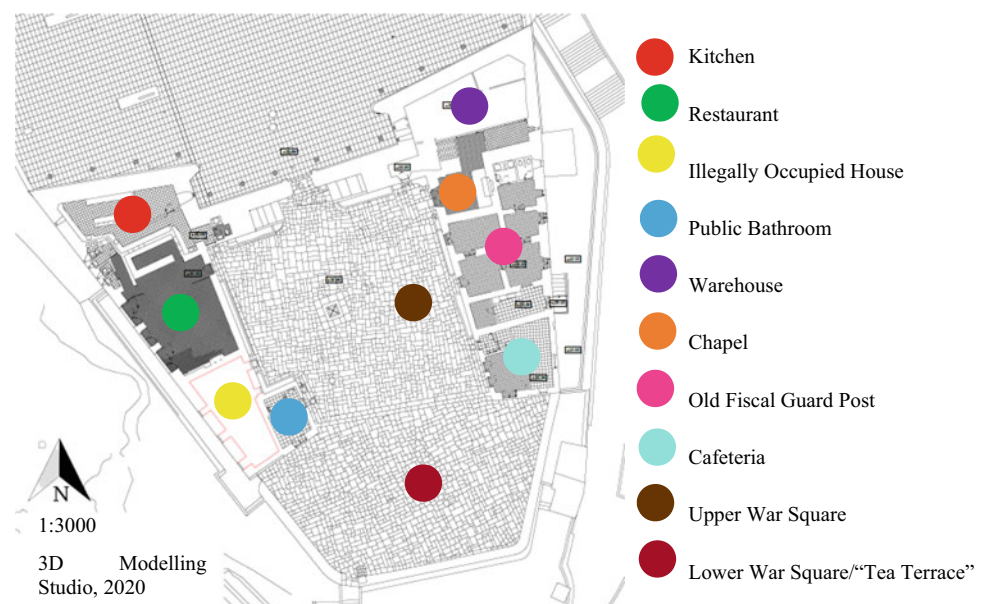 Kitchen
Restaurant
Illegally Occupied House
Public Bathroom
Warehouse
Chapel
Old Fiscal Guard Post
Cafeteria
Upper War Square
Lower War Square/“Tea Terrace”
N
1:3000
3D Modelling
Studio, 2020